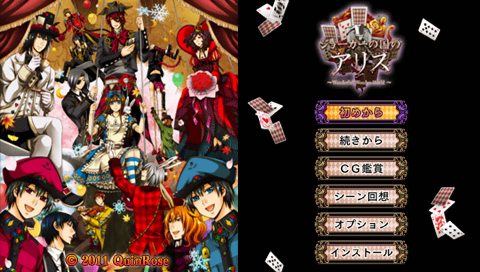 ジョーカーの国の
アリス
初めから
続きから
CG鑑賞
シーン回想
オプション
インストール
© 2011 QuinRose